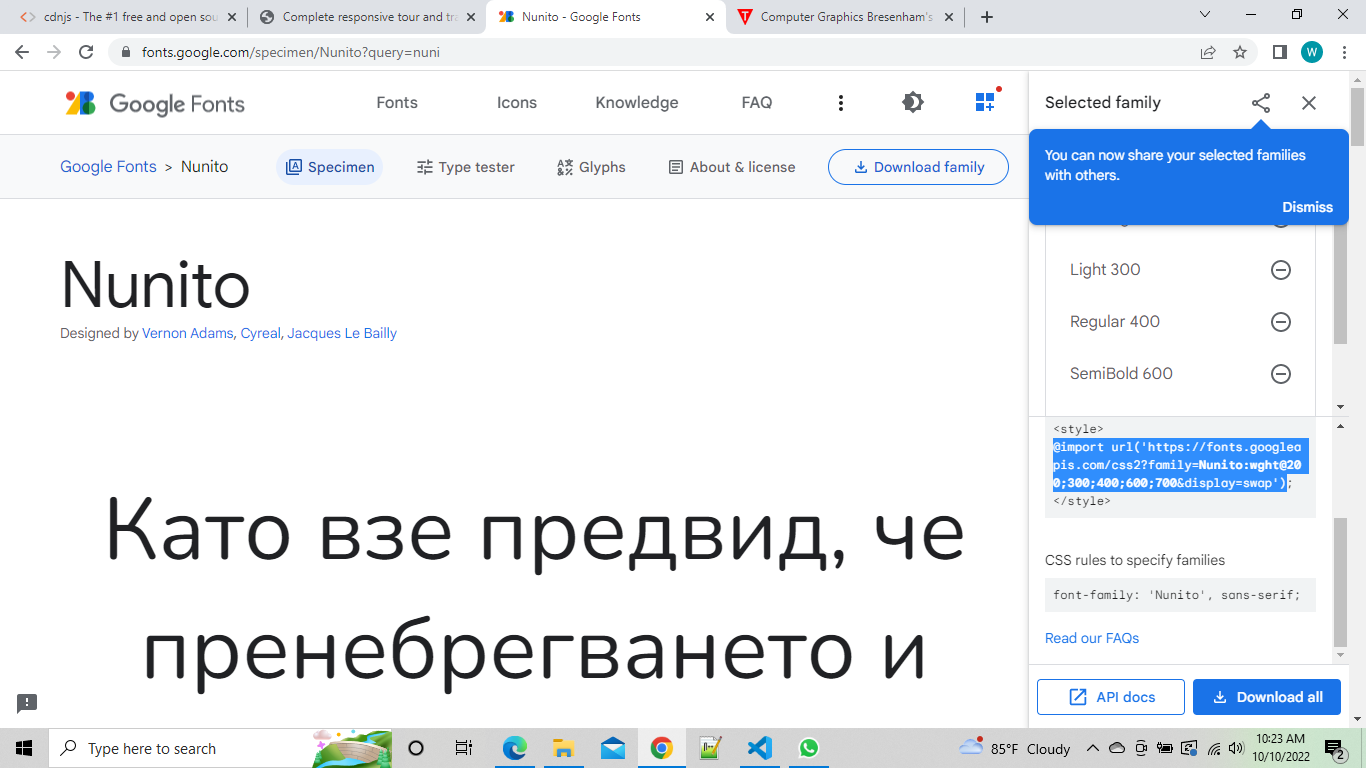 cdnjs - The #1 free and open sou
Complete responsive tour and tra
Nunito - Google Fonts
Computer Graphics Bresenham's
fonts.google.com/specimen/Nunito?query=nuni
W
Google Fonts
Fonts
Icons
Knowledge
FAQ
Selected family
Google Fonts > Nunito
Specimen
Type tester
Glyphs
About & license
Download family
You can now share your selected families
with others.
Dismiss
Nunito
Designed by Vernon Adams, Cyreal, Jacques Le Bailly
Light 300
Regular 400
SemiBold 600
<style>
@import url('https://fonts.googlea
pis.com/css2?family=Nunito:wght@20
0;300;400;600;700&display=swap');
</style>
CSS rules to specify families
font-family: 'Nunito', sans-serif;
Read our FAQs
API docs
Download all
Като взе предвид, че
пренебрегването и
Type here to search
85°F Cloudy
10:23 AM
10/10/2022
2